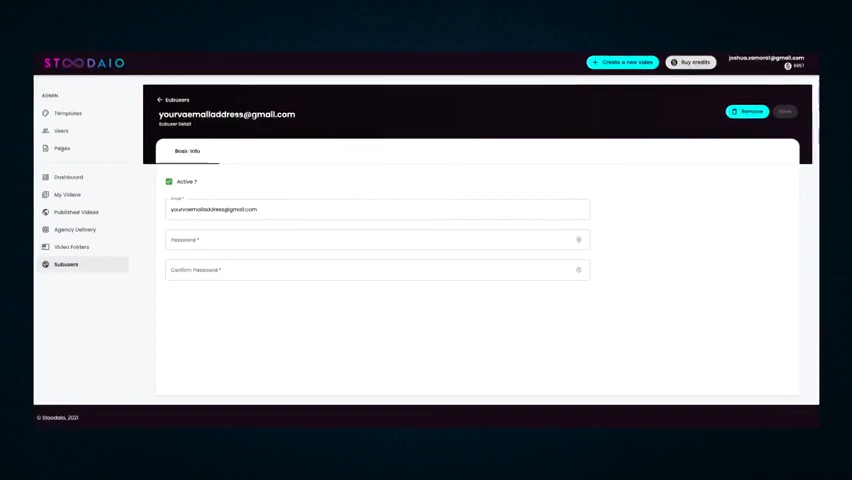 STOODAIO
+ Create a new video
Buy credits
joshua.zamora1@gmail.com
9957
ADMIN
Templates
Users
Pages
Dashboard
My Videos
Published Videos
Agency Delivery
Video Folders
Subusers
← Subusers
yourvaemailaddress@gmail.com
Subuser Detail
Remove
Save
Basic Info
Active ?
Email *
yourvaemailaddress@gmail.com
Password *
Confirm Password *
© Stoodaio, 2021